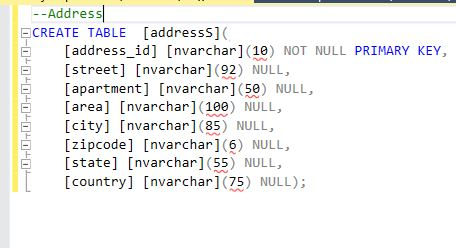 --Address
CREATE TABLE [addressS](
[address_id] [nvarchar](10) NOT NULL PRIMARY KEY,
[street] [nvarchar](92) NULL,
[apartment] [nvarchar](50) NULL,
[area] [nvarchar](100) NULL,
[city] [nvarchar](85) NULL,
[zipcode] [nvarchar](6) NULL,
[state] [nvarchar](55) NULL,
[country] [nvarchar](75) NULL);